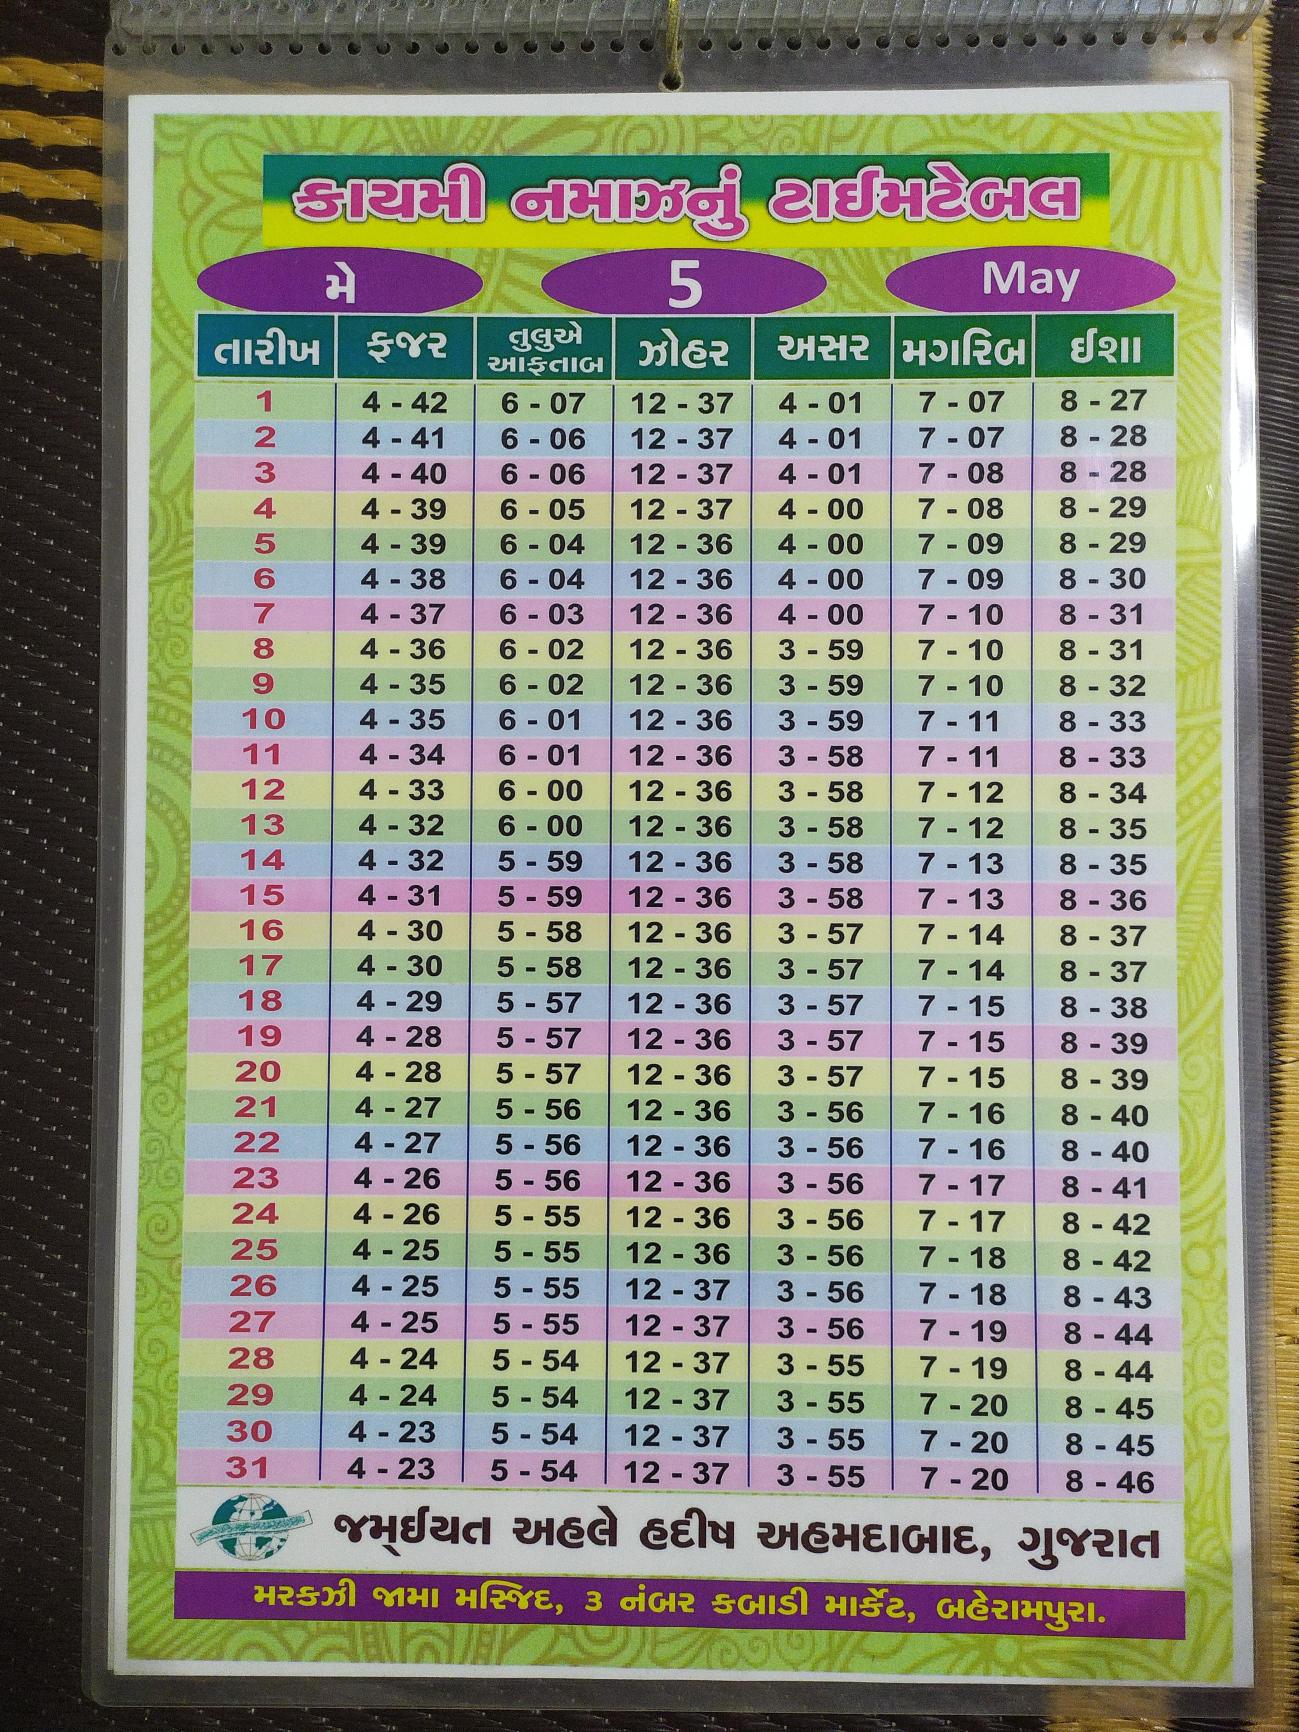 કાયમી નમાઝનું ટાઈમટેબલ
મે 5 May
તારીખ ફજર તુલુએ આફતાબ ઝોહર અસર મગરિબ ઈશા
1 4 - 42 6 - 07 12 - 37 4 - 01 7 - 07 8 - 27
2 4 - 41 6 - 06 12 - 37 4 - 01 7 - 07 8 - 28
3 4 - 40 6 - 06 12 - 37 4 - 01 7 - 08 8 - 28
4 4 - 39 6 - 05 12 - 37 4 - 00 7 - 08 8 - 29
5 4 - 39 6 - 04 12 - 36 4 - 00 7 - 09 8 - 29
6 4 - 38 6 - 04 12 - 36 4 - 00 7 - 09 8 - 30
7 4 - 37 6 - 03 12 - 36 4 - 00 7 - 10 8 - 31
8 4 - 36 6 - 02 12 - 36 3 - 59 7 - 10 8 - 31
9 4 - 35 6 - 02 12 - 36 3 - 59 7 - 10 8 - 32
10 4 - 35 6 - 01 12 - 36 3 - 59 7 - 11 8 - 33
11 4 - 34 6 - 01 12 - 36 3 - 58 7 - 11 8 - 33
12 4 - 33 6 - 00 12 - 36 3 - 58 7 - 12 8 - 34
13 4 - 32 6 - 00 12 - 36 3 - 58 7 - 12 8 - 35
14 4 - 32 5 - 59 12 - 36 3 - 58 7 - 13 8 - 35
15 4 - 31 5 - 59 12 - 36 3 - 58 7 - 13 8 - 36
16 4 - 30 5 - 58 12 - 36 3 - 57 7 - 14 8 - 37
17 4 - 30 5 - 58 12 - 36 3 - 57 7 - 14 8 - 37
18 4 - 29 5 - 57 12 - 36 3 - 57 7 - 15 8 - 38
19 4 - 28 5 - 57 12 - 36 3 - 57 7 - 15 8 - 39
20 4 - 28 5 - 57 12 - 36 3 - 57 7 - 15 8 - 39
21 4 - 27 5 - 56 12 - 36 3 - 56 7 - 16 8 - 40
22 4 - 27 5 - 56 12 - 36 3 - 56 7 - 16 8 - 40
23 4 - 26 5 - 56 12 - 36 3 - 56 7 - 17 8 - 41
24 4 - 26 5 - 55 12 - 36 3 - 56 7 - 17 8 - 42
25 4 - 25 5 - 55 12 - 36 3 - 56 7 - 18 8 - 42
26 4 - 25 5 - 55 12 - 37 3 - 56 7 - 18 8 - 43
27 4 - 25 5 - 55 12 - 37 3 - 56 7 - 19 8 - 44
28 4 - 24 5 - 54 12 - 37 3 - 55 7 - 19 8 - 44
29 4 - 24 5 - 54 12 - 37 3 - 55 7 - 20 8 - 45
30 4 - 23 5 - 54 12 - 37 3 - 55 7 - 20 8 - 45
31 4 - 23 5 - 54 12 - 37 3 - 55 7 - 20 8 - 46
જમ્ઈયત અહલે હદીષ અહમદાબાદ, ગુજરાત
મરકઝી જામા મસ્જિદ, ૩ નંબર કબાડી માર્કેટ, બહેરામપુરા.